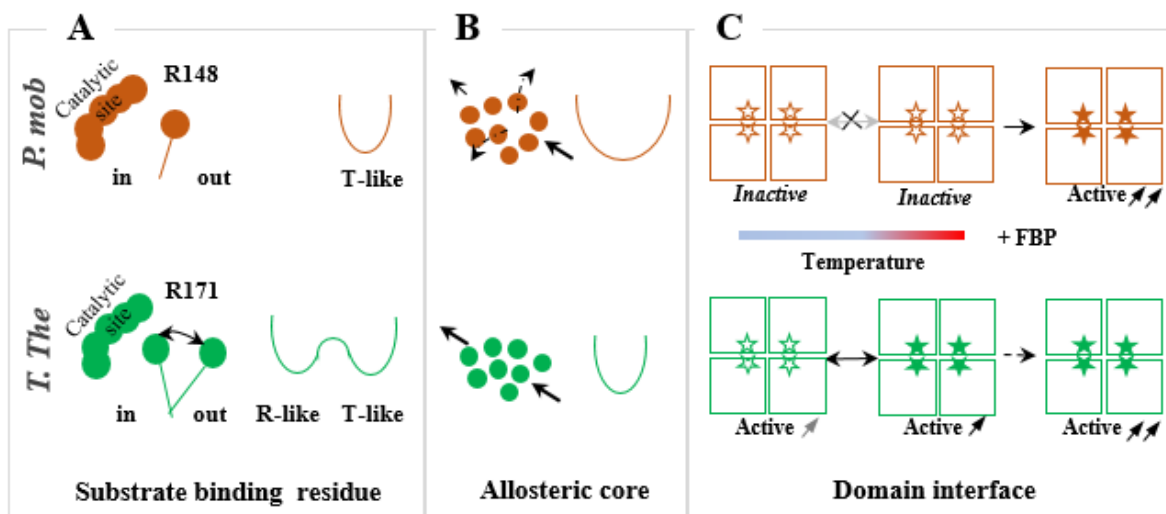 A
B
C
P. mob
Catalytic
site
R148
in
out
T-like
Inactive
Inactive
Active
Temperature
+ FBP
T. The
Catalytic
site
R171
in
out
R-like
T-like
Active
Active
Active
Substrate binding residue
Allosteric core
Domain interface